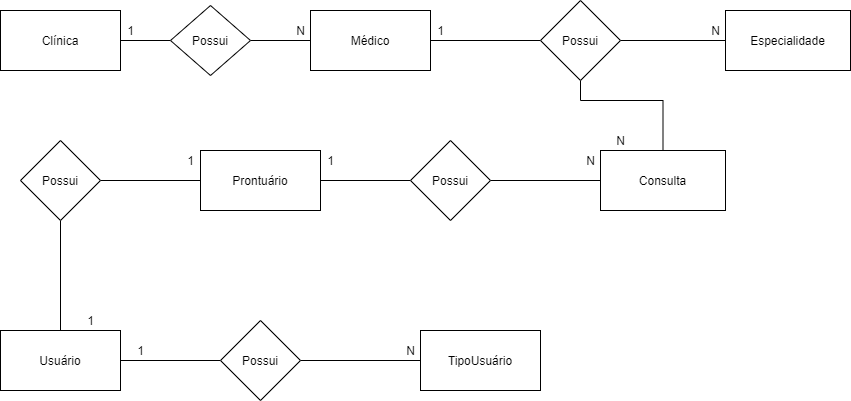 Clínica 1 Possui N Médico 1 Possui N Especialidade
N
Possui 1 Prontuário 1 Possui N Consulta
1
Usuário 1 Possui N TipoUsuário